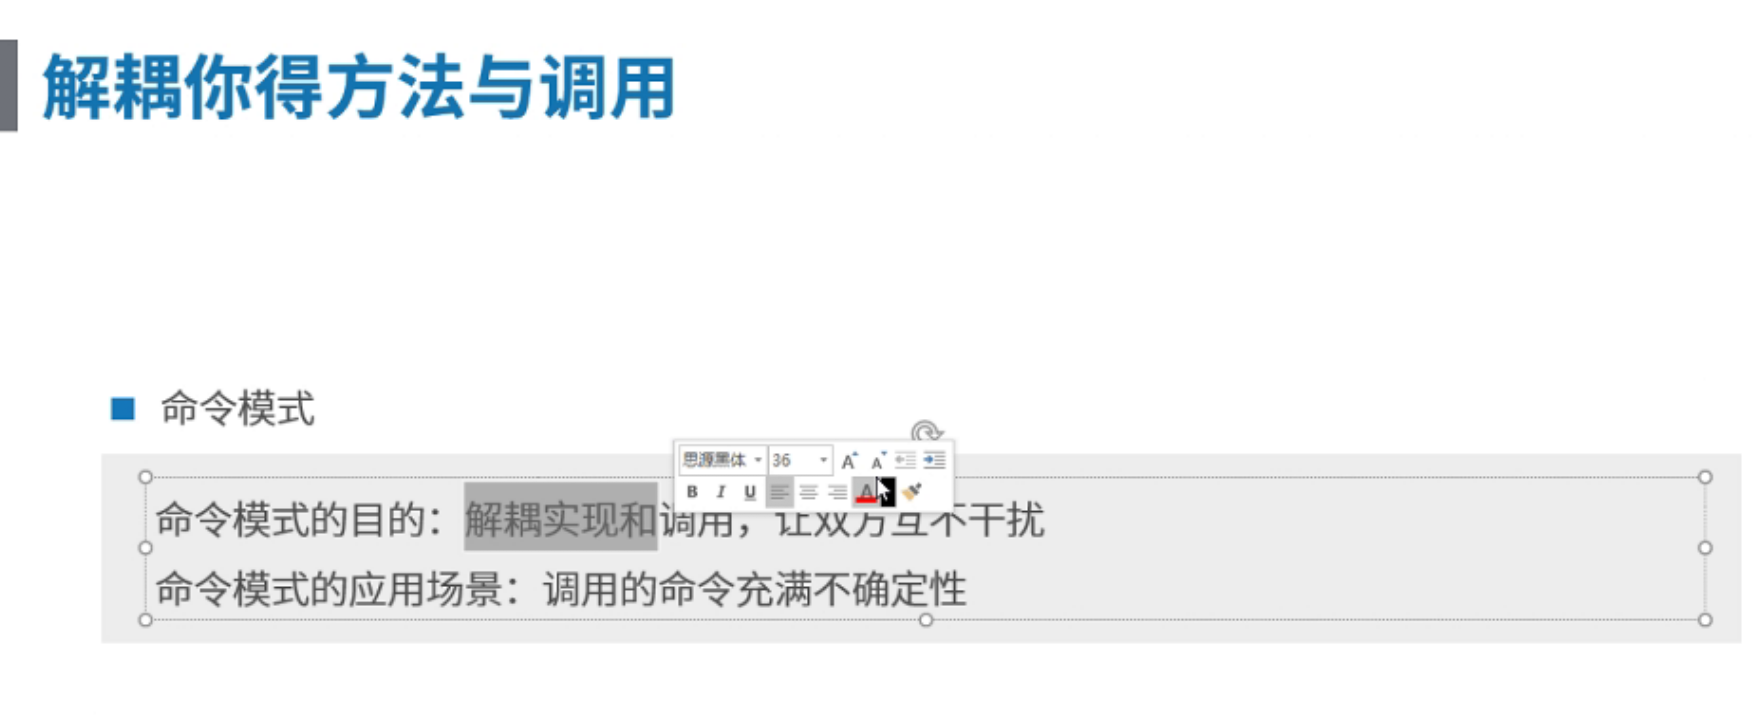 解耦你得方法与调用
命令模式
思源黑体 36
B I U
命令模式的目的：解耦实现和调用，让双方互不干扰
命令模式的应用场景：调用的命令充满不确定性